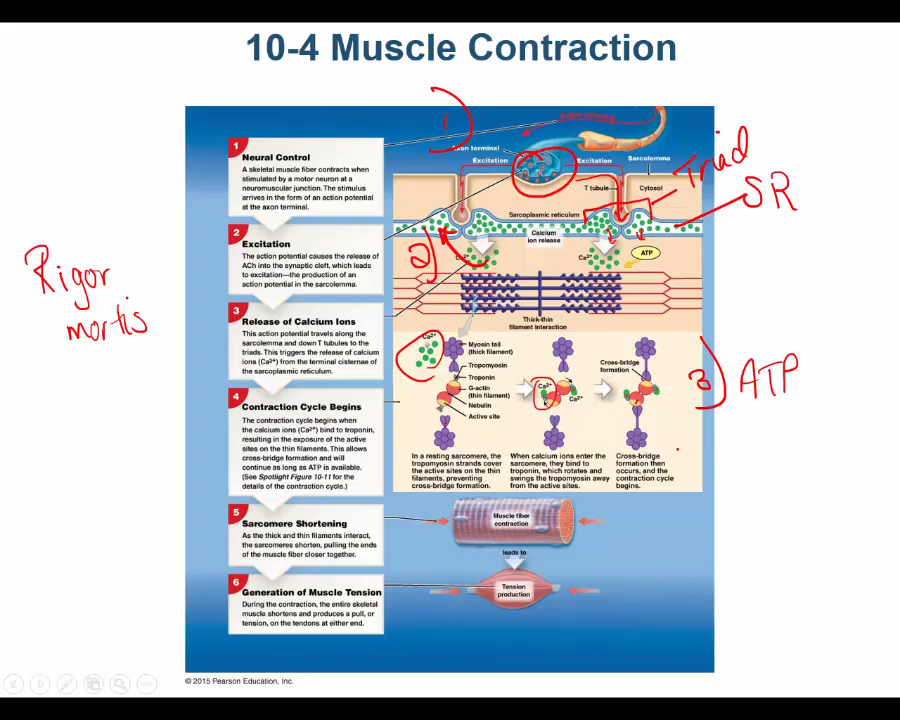 10-4 Muscle Contraction
1
Neural Control
A skeletal muscle fiber contracts when
stimulated by a motor neuron at a
neuromuscular junction. The stimulus
arrives in the form of an action potential
at the axon terminal.
2
Excitation
The action potential causes the release of
ACh into the synaptic cleft, which leads
to excitation—the production of an
action potential in the sarcolemma.
3
Release of Calcium Ions
This action potential travels along the
sarcolemma and down T tubules to the
triads. This triggers the release of calcium
ions (Ca²⁺) from the terminal cisternae of
the sarcoplasmic reticulum.
4
Contraction Cycle Begins
The contraction cycle begins when
the calcium ions (Ca²⁺) bind to troponin,
resulting in the exposure of the active
sites on the thin filaments. This allows
cross-bridge formation and will
continue as long as ATP is available.
(See Spotlight Figure 10-11 for the
details of the contraction cycle.)
5
Sarcomere Shortening
As the thick and thin filaments interact,
the sarcomeres shorten, pulling the ends
of the muscle fiber closer together.
6
Generation of Muscle Tension
During the contraction, the entire skeletal
muscle shortens and produces a pull, or
tension, on the tendons at either end.
1)
Axon terminal
Excitation
Excitation
Sarcolemma
T tubule
Cytosol
Sarcoplasmic reticulum
Calcium
ion release
Ca²⁺
Ca²⁺
ATP
Thick-thin
filament interaction
Triad
SR
2)
Rigor
mortis
3) ATP
Ca²⁺
Myosin tail
(thick filament)
Tropomyosin
Troponin
G-actin
(thin filament)
Nebulin
Active site
Ca²⁺
Ca²⁺
Cross-bridge
formation
In a resting sarcomere, the
tropomyosin strands cover
the active sites on the thin
filaments, preventing
cross-bridge formation.
When calcium ions enter the
sarcomere, they bind to
troponin, which rotates and
swings the tropomyosin away
from the active sites.
Cross-bridge
formation then
occurs, and the
contraction cycle
begins.
Muscle fiber
contraction
leads to
Tension
production
© 2015 Pearson Education, Inc.